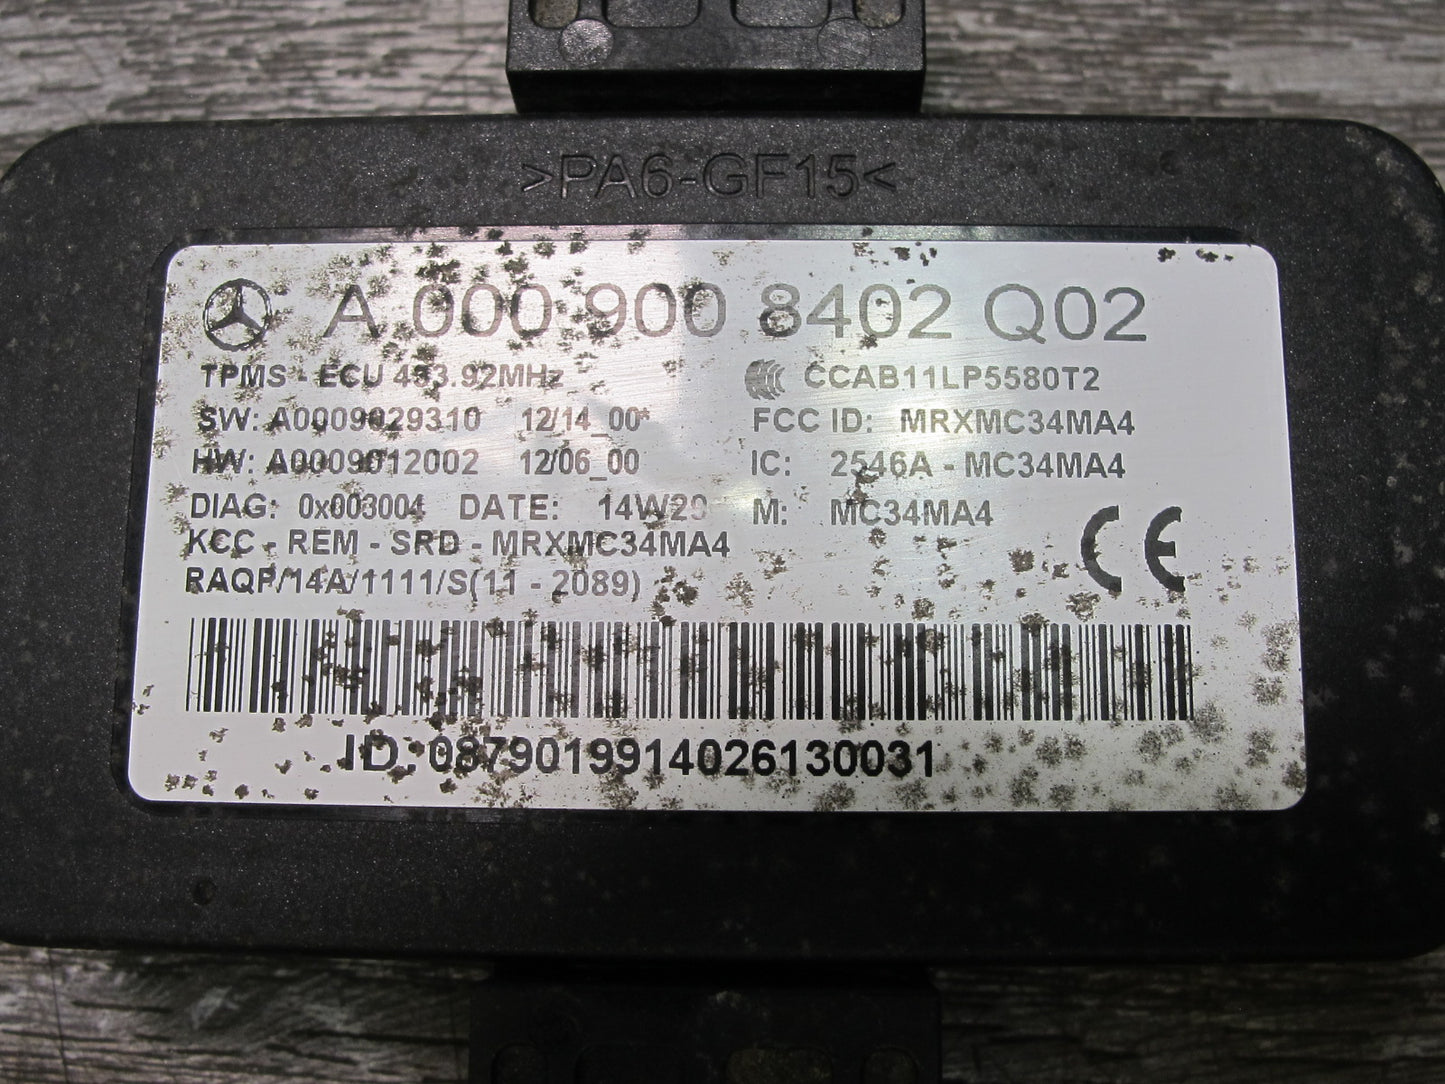 >PA6-GF15<
A 000 900 8402 Q02
TPMS - ECU 433.92MHz
CCAB11LP5580T2
SW: A0009029310 12/14_00
FCC ID: MRXMC34MA4
HW: A0009012002 12/06_00
IC: 2546A - MC34MA4
DIAG: 0x003004 DATE: 14W20
M: MC34MA4
CE
KCC - REM - SRD - MRXMC34MA4
RAQP/14A/1111/S(11 - 2089)
ID: 0879019914026130031